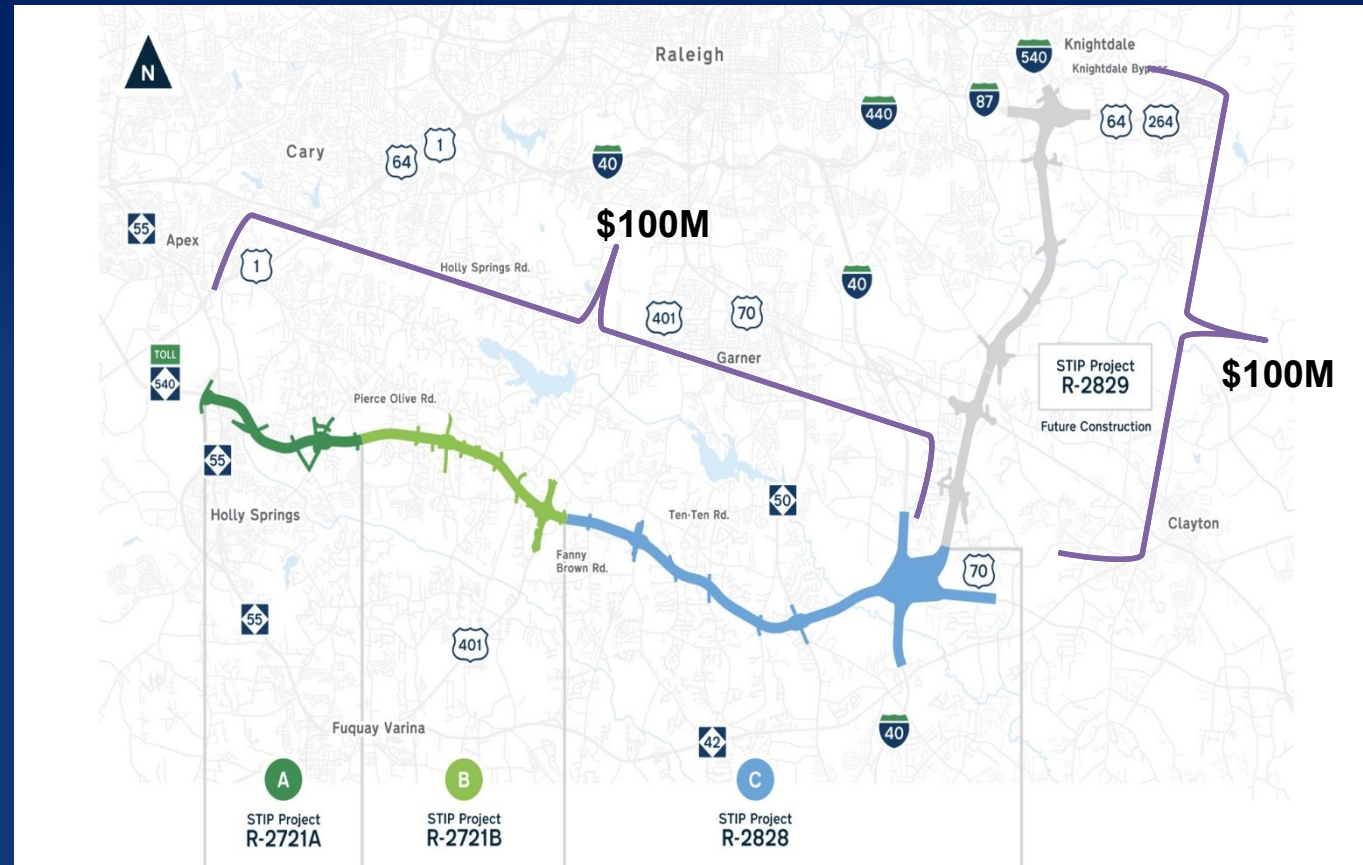 N
Raleigh
540
Knightdale
Knightdale Bypass
87
440
64
264
Cary
64
1
40
55
Apex
$100M
1
Holly Springs Rd.
40
401
70
Garner
TOLL
540
STIP Project
R-2829
Future Construction
$100M
Pierce Olive Rd.
55
Holly Springs
50
Ten-Ten Rd.
Clayton
Fanny
Brown Rd.
70
55
401
Fuquay Varina
42
40
A
STIP Project
R-2721A
B
STIP Project
R-2721B
C
STIP Project
R-2828